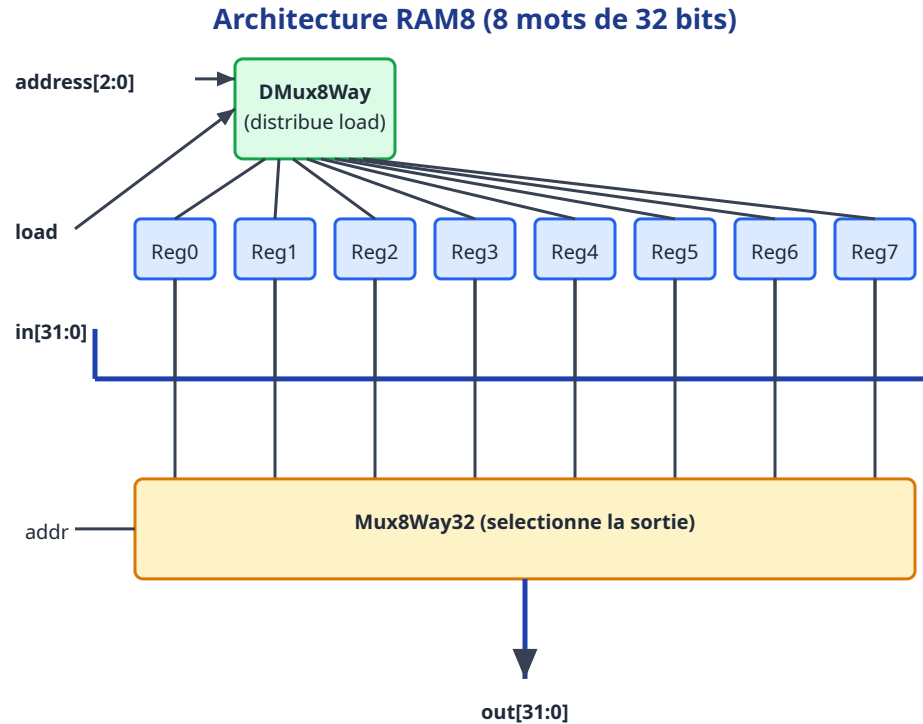 Architecture RAM8 (8 mots de 32 bits)
address[2:0]
DMux8Way
(distribue load)
load
Reg0 Reg1 Reg2 Reg3 Reg4 Reg5 Reg6 Reg7
in[31:0]
Mux8Way32 (selectionne la sortie)
addr
out[31:0]